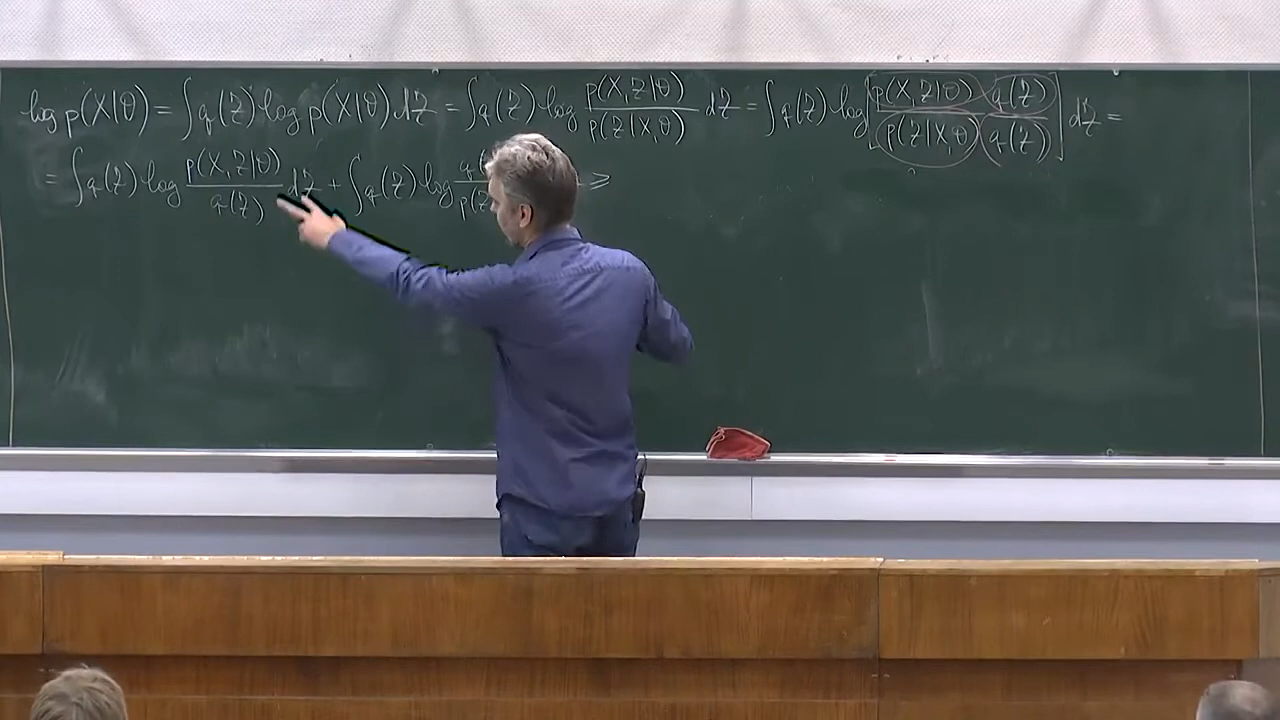 log p(X|θ) = ∫ q(Z) log p(X|θ) dZ = ∫ q(Z) log p(X,Z|θ) / p(Z|X,θ) dZ = ∫ q(Z) log [ p(X,Z|θ) q(Z) / p(Z|X,θ) q(Z) ] dZ =
= ∫ q(Z) log p(X,Z|θ) / q(Z) dZ + ∫ q(Z) log ⩾